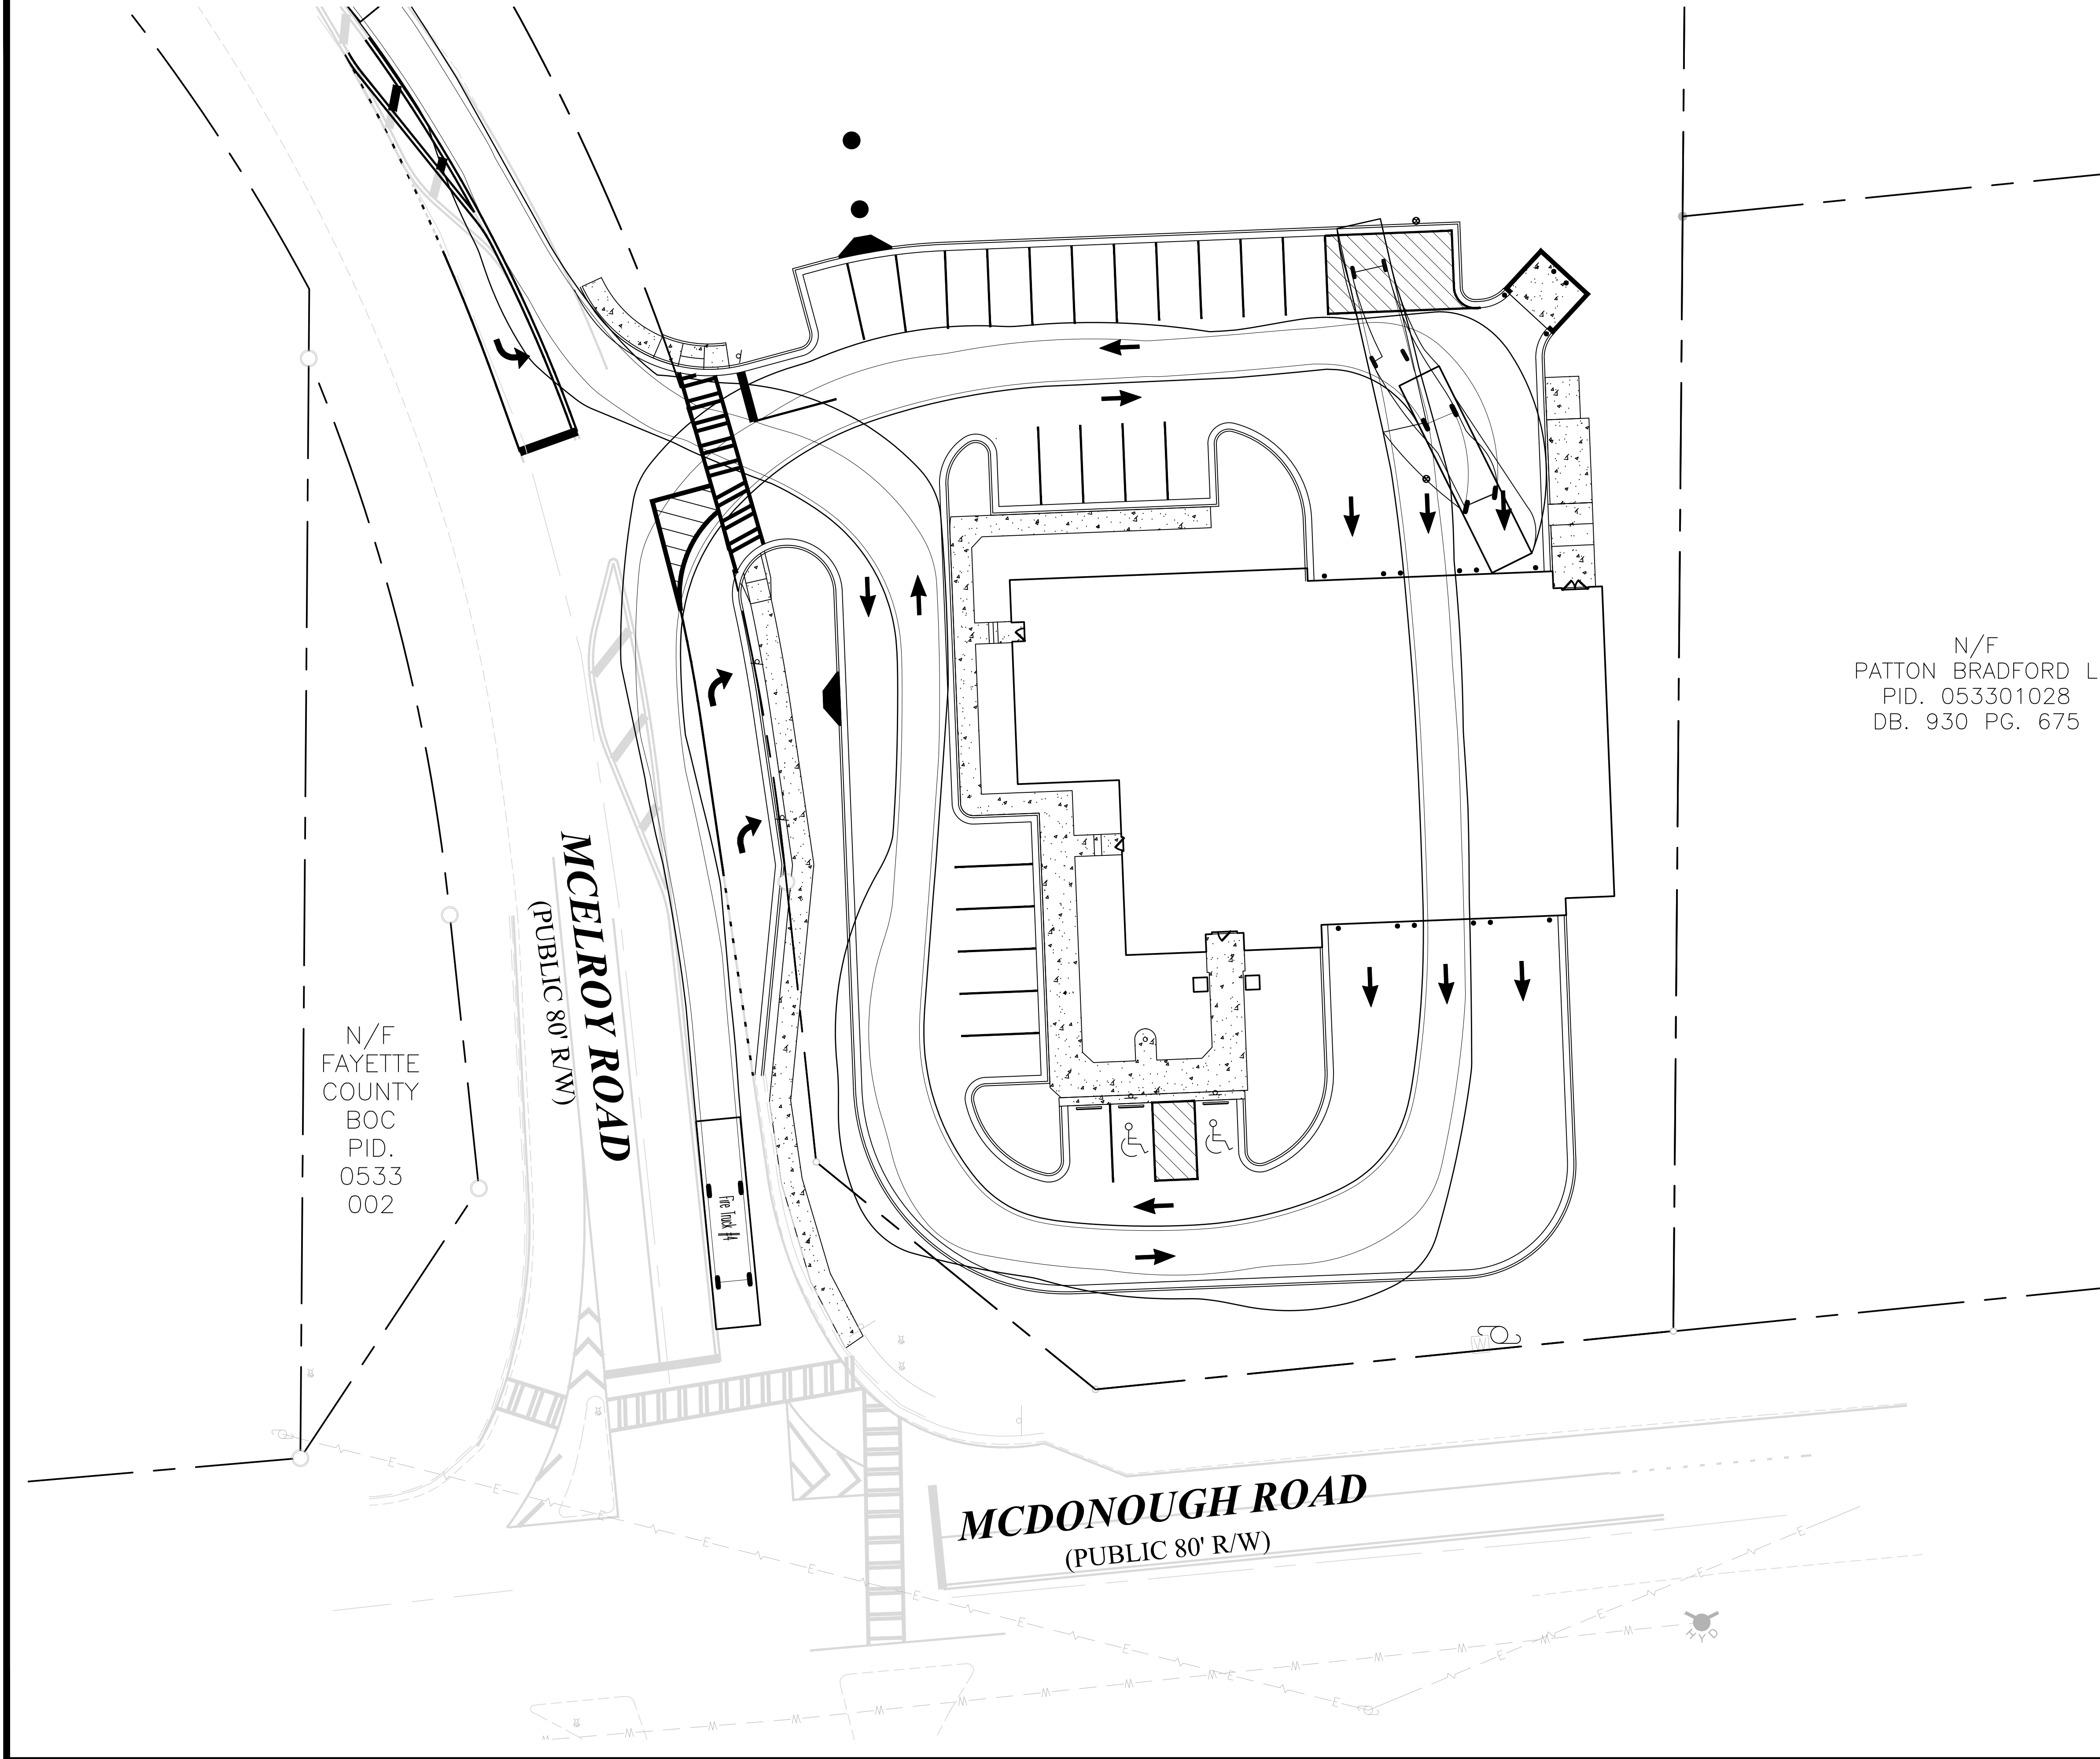 N/F
PATTON BRADFORD L
PID. 053301028
DB. 930 PG. 675
MCELROY ROAD
(PUBLIC 80' R/W)
N/F
FAYETTE
COUNTY
BOC
PID.
0533
002
Fire Truck #4
MCDONOUGH ROAD
(PUBLIC 80' R/W)
HYD